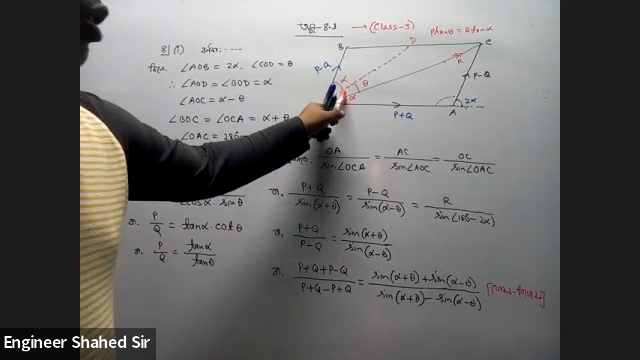 অনু-৪.১ → (Class-3) Ptanθ = Qtanα
B D C
P-Q α θ R P-Q
α 2α
P+Q A
8 (1)
∠AOB = 2α, ∠COD = θ
∴ ∠AOD = ∠BOD = α
∠AOC = α - θ
∠BOC = ∠OCA = α + θ
∠OAC = 180 -
OA/sin∠OCA = AC/sin∠AOC = OC/sin∠OAC
বা, P+Q/sin(α+θ) = P-Q/sin(α-θ) = R/sin(180-2α)
বা, P+Q/P-Q = sin(α+θ)/sin(α-θ)
বা, P+Q+P-Q/P+Q-P+Q = sin(α+θ)+sin(α-θ)/sin(α+θ)-sin(α-θ) [যোজন-বিয়োজন]
cosα sinθ
বা, P/Q = tanα · cotθ
বা, P/Q = tanα/tanθ
Engineer Shahed Sir